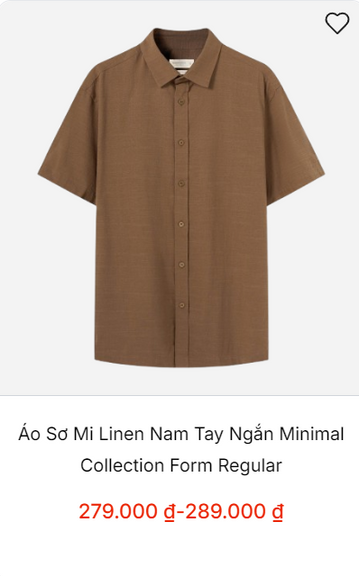 Áo Sơ Mi Linen Nam Tay Ngắn Minimal
Collection Form Regular
279.000 ₫-289.000 ₫